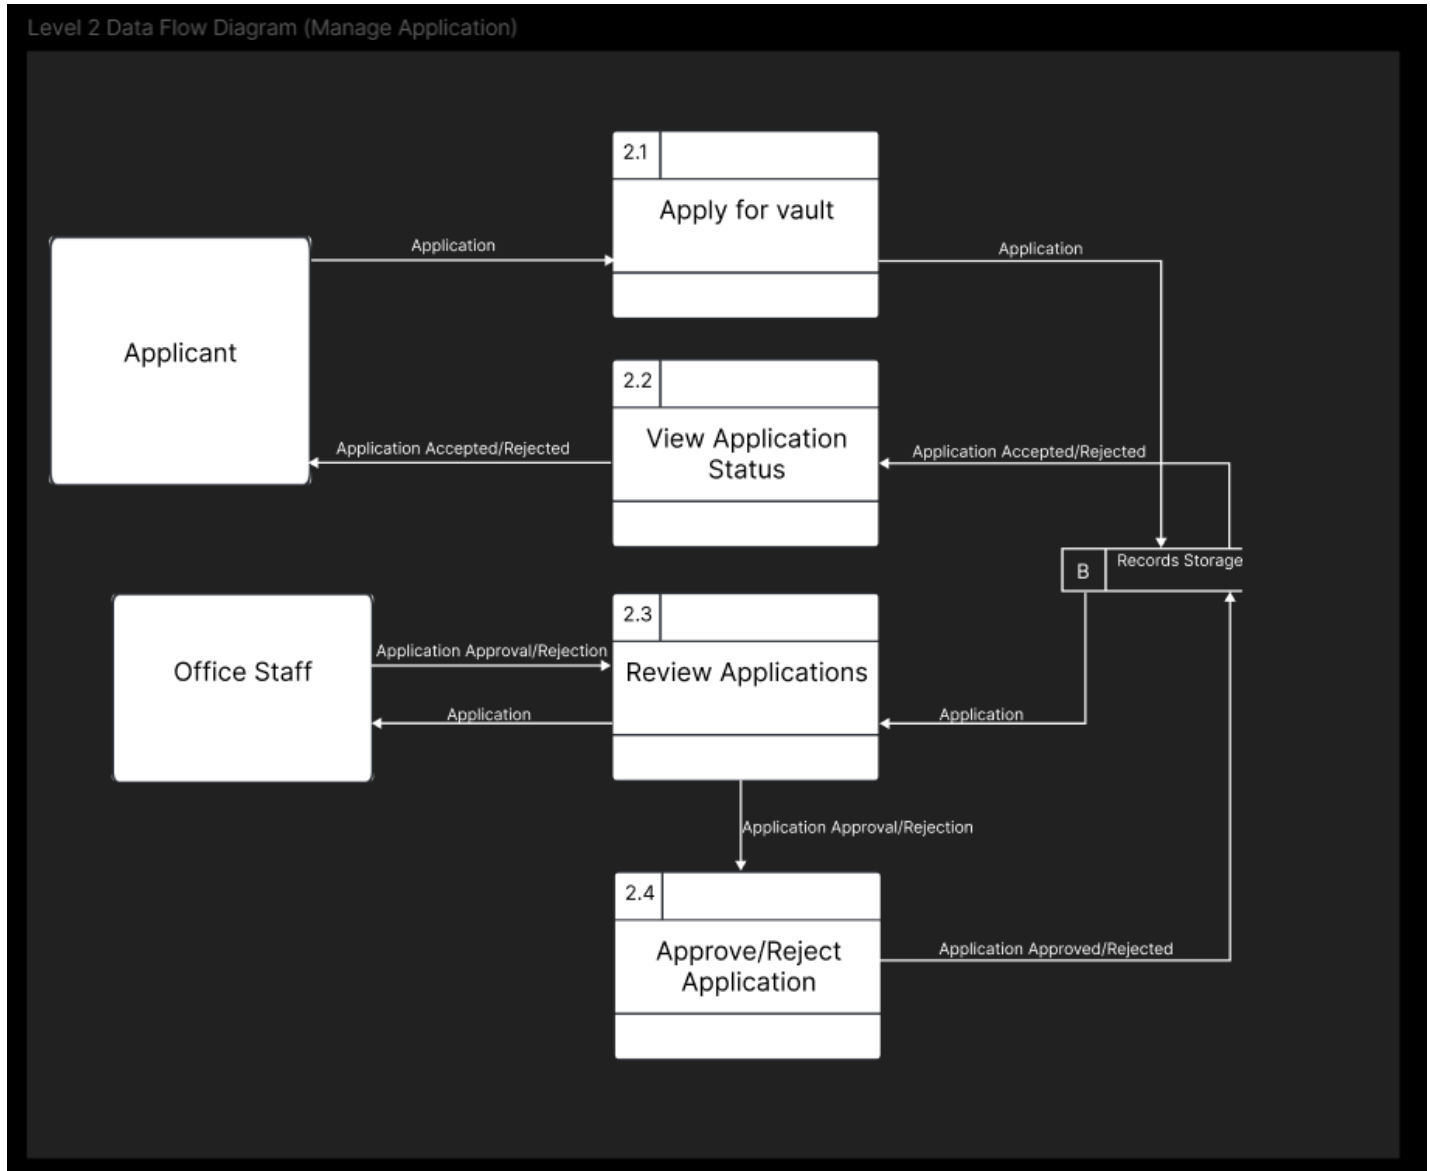 Level 2 Data Flow Diagram (Manage Application)
2.1
Apply for vault
Application
Application
Applicant
2.2
View Application
Status
Application Accepted/Rejected
Application Accepted/Rejected
B
Records Storage
2.3
Review Applications
Office Staff
Application Approval/Rejection
Application
Application
Application Approval/Rejection
2.4
Approve/Reject
Application
Application Approved/Rejected